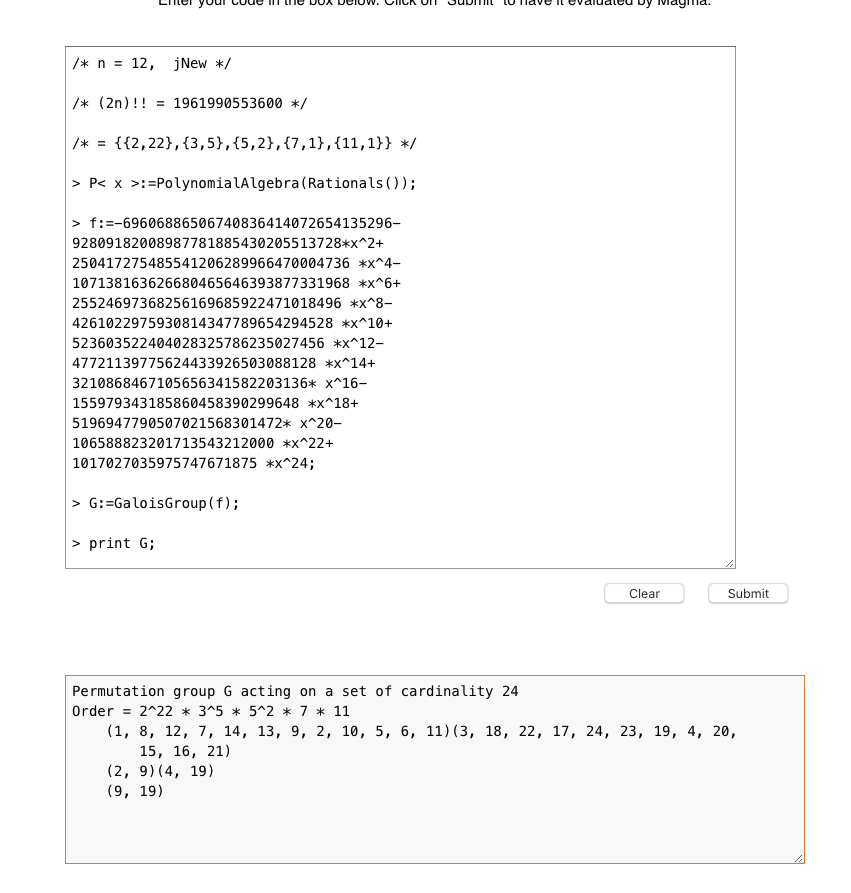 Enter your code in the box below. Click on "Submit" to have it evaluated by Magma.
/* n = 12,  jNew */
/* (2n)!! = 1961990553600 */
/* = {{2,22},{3,5},{5,2},{7,1},{11,1}} */
> P< x >:=PolynomialAlgebra(Rationals());
> f:=-69606886506740836414072654135296-
92809182008987781885430205513728*x^2+
250417275485541206289966470004736 *x^4-
107138163626680465646393877331968 *x^6+
25524697368256169685922471018496 *x^8-
4261022975930814347789654294528 *x^10+
523603522404028325786235027456 *x^12-
47721139775624433926503088128 *x^14+
3210868467105656341582203136* x^16-
155979343185860458390299648 *x^18+
5196947790507021568301472* x^20-
106588823201713543212000 *x^22+
1017027035975747671875 *x^24;
> G:=GaloisGroup(f);
> print G;
Clear
Submit
Permutation group G acting on a set of cardinality 24
Order = 2^22 * 3^5 * 5^2 * 7 * 11
(1, 8, 12, 7, 14, 13, 9, 2, 10, 5, 6, 11)(3, 18, 22, 17, 24, 23, 19, 4, 20,
15, 16, 21)
(2, 9)(4, 19)
(9, 19)